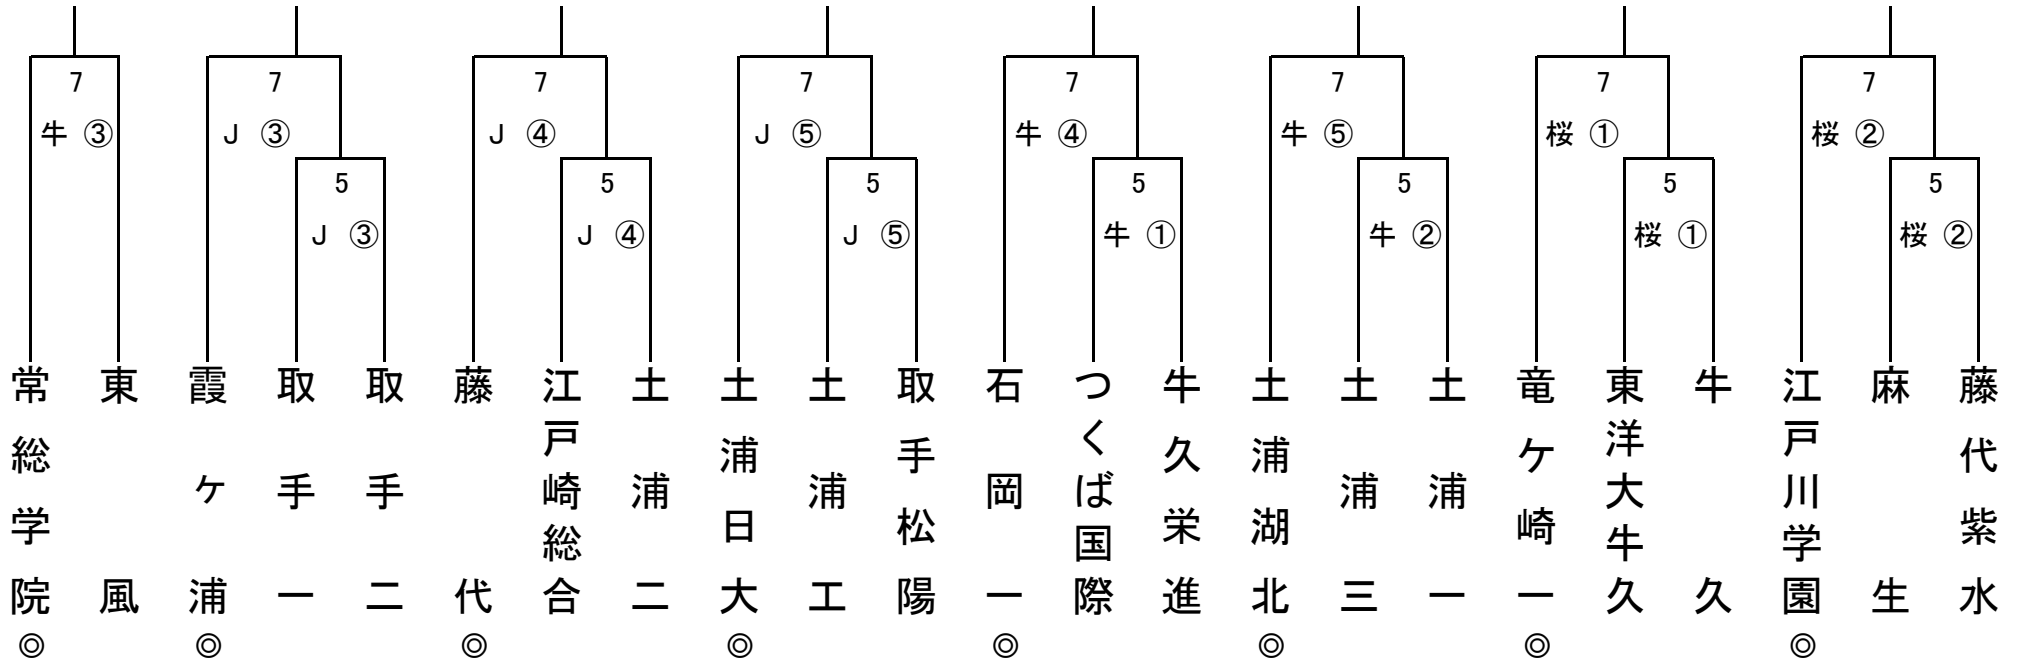 7 7 7 7 7 7 7 7
牛 ③ J ③ J ④ J ⑤ 牛 ④ 牛 ⑤ 桜 ① 桜 ②
5 5 5 5 5 5 5
J ③ J ④ J ⑤ 牛 ① 牛 ② 桜 ① 桜 ②
常総学院
東風
霞ヶ浦
取手一
取手二
藤代
江戸崎総合
土浦二
土浦日大
土浦工
取手松陽
石岡一
つくば国際
牛久栄進
土浦湖北
土浦三
土浦一
竜ケ崎一
東洋大牛久
牛久
江戸川学園
麻生
藤代紫水
◎ ◎ ◎ ◎ ◎ ◎ ◎ ◎